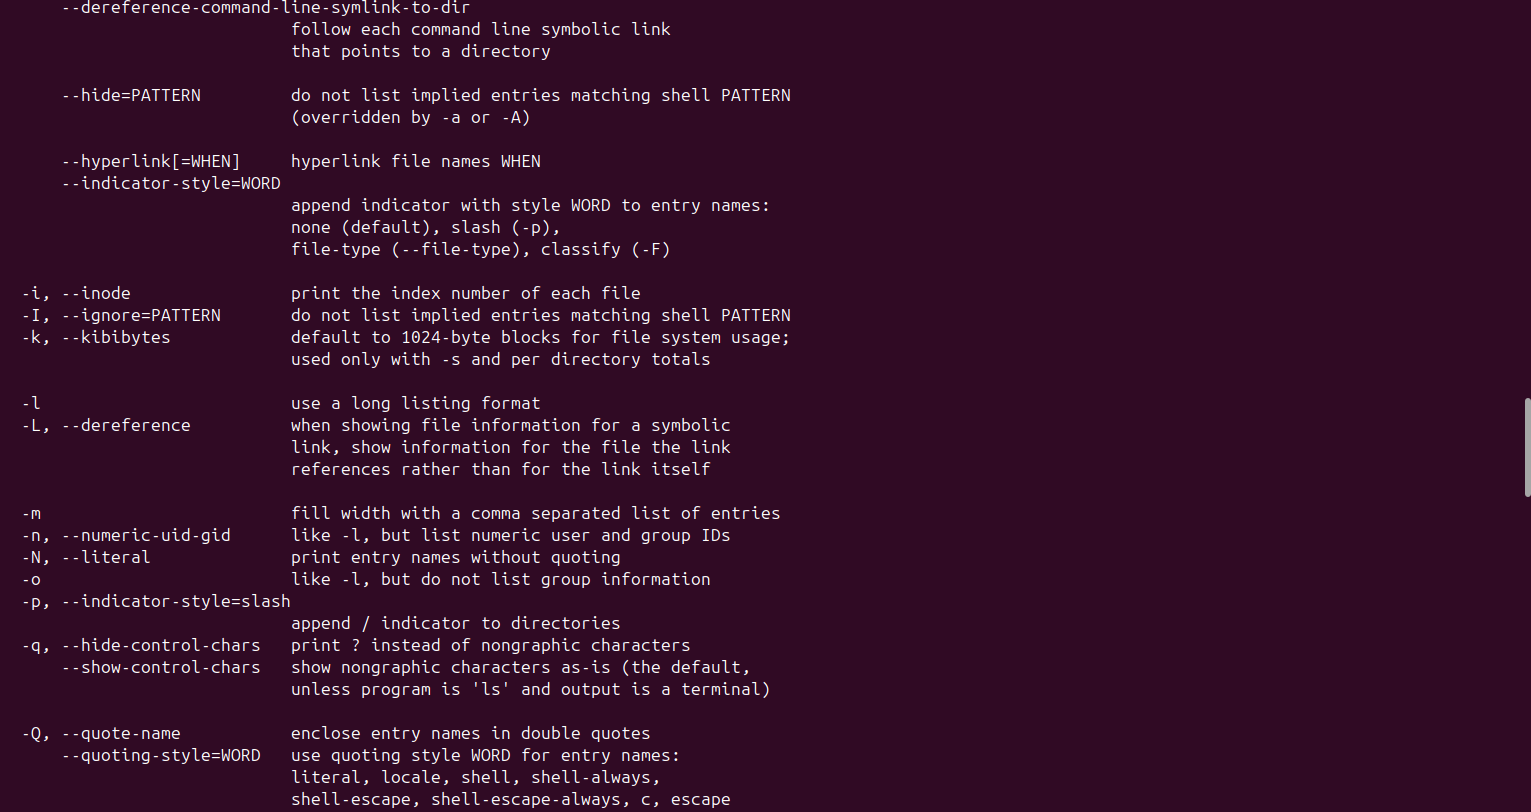 --dereference-command-line-symlink-to-dir
follow each command line symbolic link
that points to a directory
--hide=PATTERN do not list implied entries matching shell PATTERN
(overridden by -a or -A)
--hyperlink[=WHEN] hyperlink file names WHEN
--indicator-style=WORD
append indicator with style WORD to entry names:
none (default), slash (-p),
file-type (--file-type), classify (-F)
-i, --inode print the index number of each file
-I, --ignore=PATTERN do not list implied entries matching shell PATTERN
-k, --kibibytes default to 1024-byte blocks for file system usage;
used only with -s and per directory totals
-l use a long listing format
-L, --dereference when showing file information for a symbolic
link, show information for the file the link
references rather than for the link itself
-m fill width with a comma separated list of entries
-n, --numeric-uid-gid like -l, but list numeric user and group IDs
-N, --literal print entry names without quoting
-o like -l, but do not list group information
-p, --indicator-style=slash
append / indicator to directories
-q, --hide-control-chars print ? instead of nongraphic characters
--show-control-chars show nongraphic characters as-is (the default,
unless program is 'ls' and output is a terminal)
-Q, --quote-name enclose entry names in double quotes
--quoting-style=WORD use quoting style WORD for entry names:
literal, locale, shell, shell-always,
shell-escape, shell-escape-always, c, escape